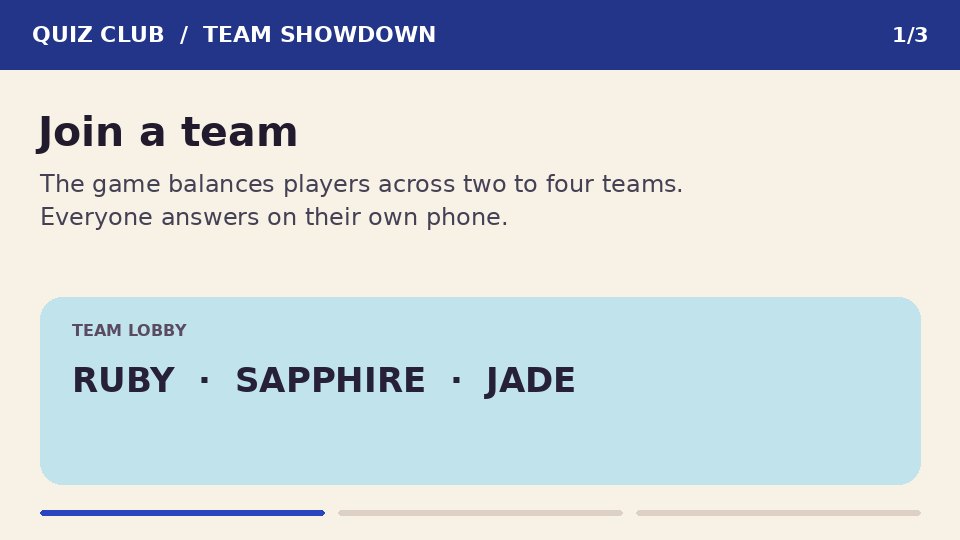 QUIZ CLUB / TEAM SHOWDOWN
1/3
Join a team
The game balances players across two to four teams.
Everyone answers on their own phone.
TEAM LOBBY
RUBY · SAPPHIRE · JADE